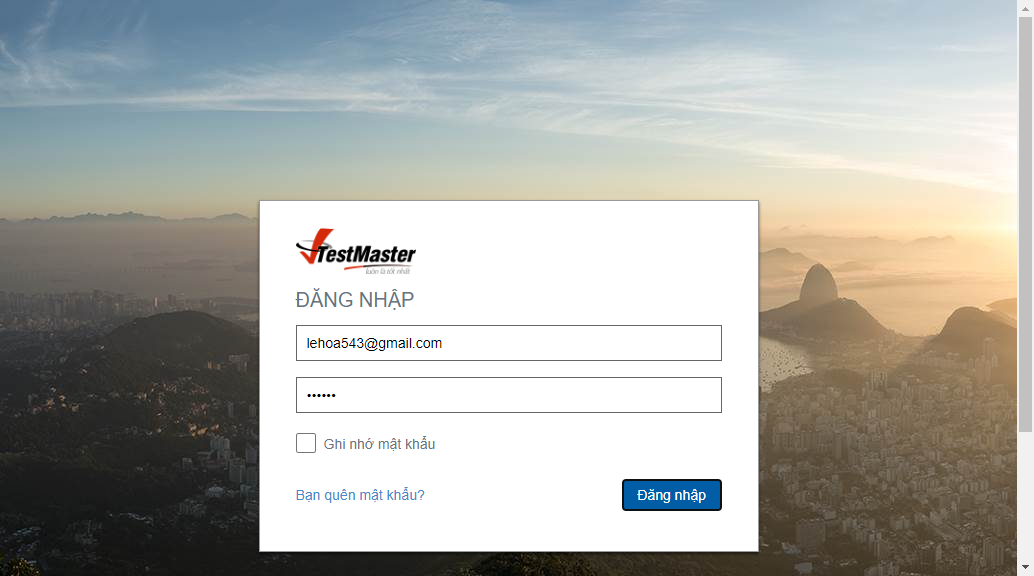 TestMaster
luôn là tốt nhất
ĐĂNG NHẬP
lehoa543@gmail.com
••••••
Ghi nhớ mật khẩu
Bạn quên mật khẩu?
Đăng nhập